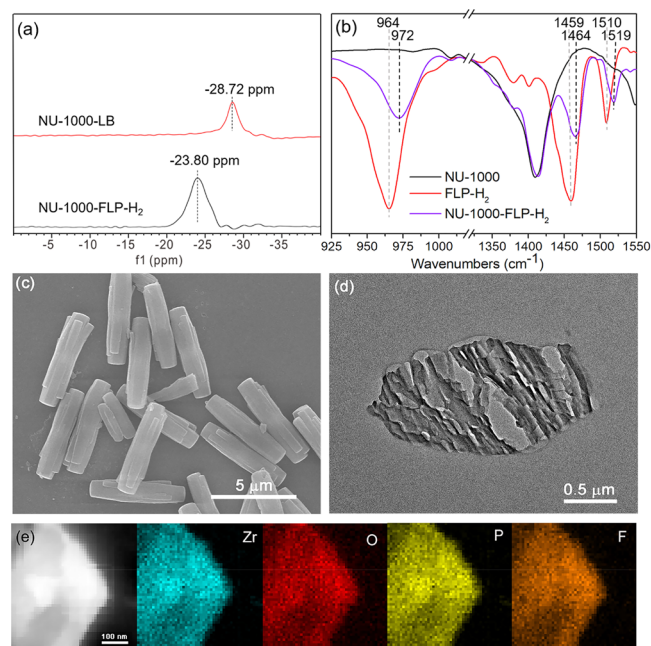 (a)
-28.72 ppm
NU-1000-LB
-23.80 ppm
NU-1000-FLP-H2
-5 -10 -15 -20 -25 -30 -35 -40
f1 (ppm)
(b)
964 1459 1510
972 1464 1519
NU-1000
FLP-H2
NU-1000-FLP-H2
925 950 975 1000 1350 1400 1450 1500 1550
Wavenumbers (cm-1)
(c)
5 μm
(d)
0.5 μm
(e)
100 nm
Zr
O
P
F